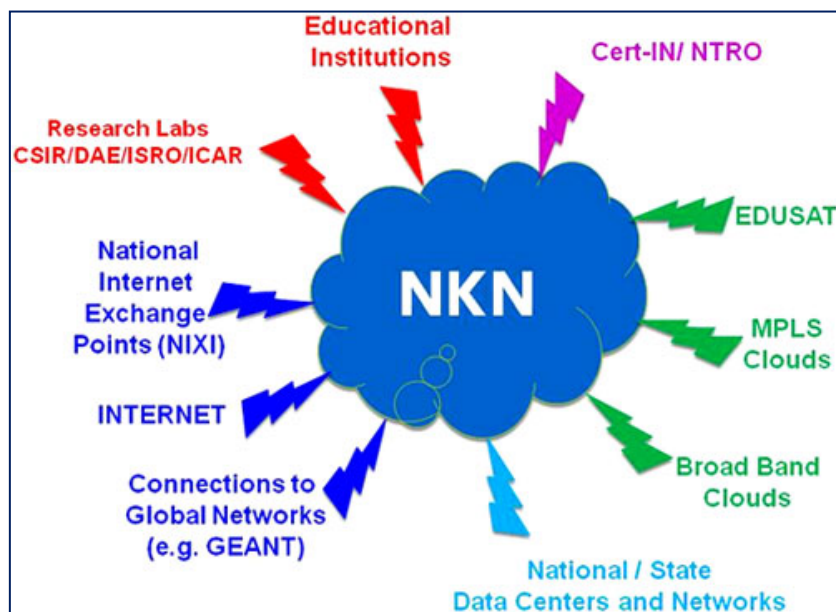 Educational
Institutions
Cert-IN/ NTRO
Research Labs
CSIR/DAE/ISRO/ICAR
EDUSAT
National
Internet
Exchange
Points (NIXI)
NKN
MPLS
Clouds
INTERNET
Broad Band
Clouds
Connections to
Global Networks
(e.g. GEANT)
National / State
Data Centers and Networks